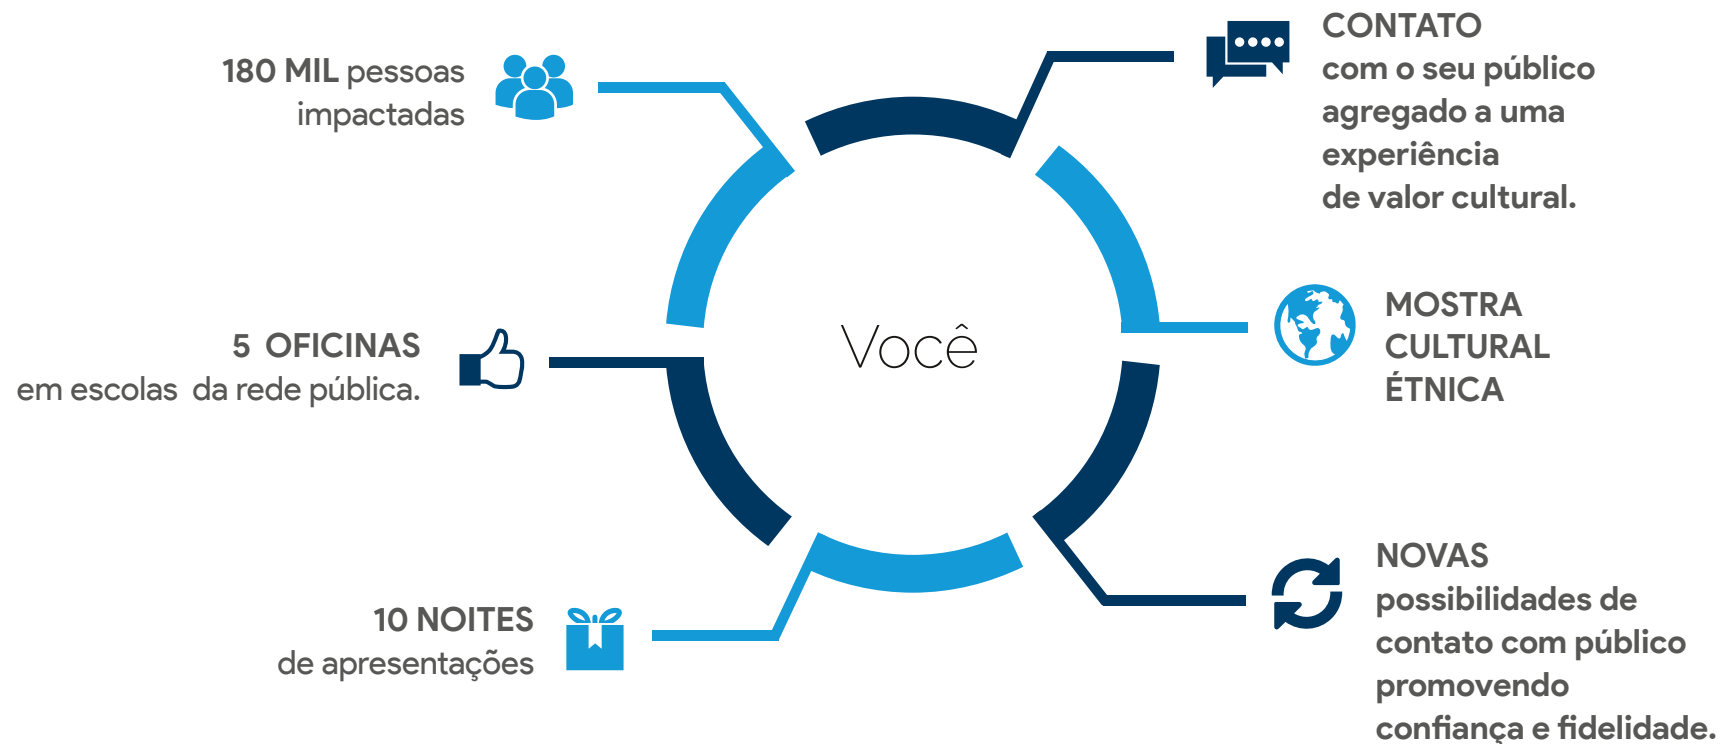 180 MIL pessoas
impactadas
5 OFICINAS
em escolas da rede pública.
10 NOITES
de apresentações
Você
CONTATO
com o seu público
agregado a uma
experiência
de valor cultural.
MOSTRA
CULTURAL
ÉTNICA
NOVAS
possibilidades de
contato com público
promovendo
confiança e fidelidade.